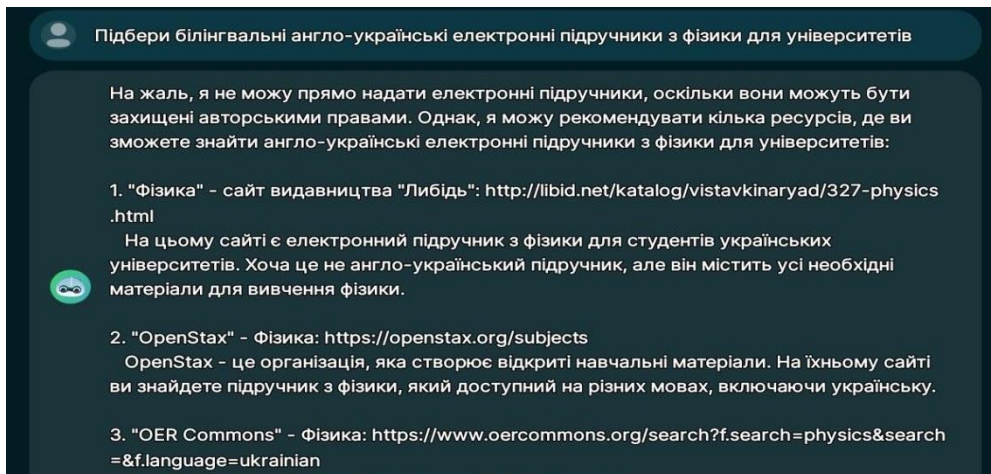 Підбери білінгвальні англо-українські електронні підручники з фізики для університетів
На жаль, я не можу прямо надати електронні підручники, оскільки вони можуть бути
захищені авторськими правами. Однак, я можу рекомендувати кілька ресурсів, де ви
зможете знайти англо-українські електронні підручники з фізики для університетів:
1. "Фізика" - сайт видавництва "Либідь": http://libid.net/katalog/vistavkinaryad/327-physics
.html
На цьому сайті є електронний підручник з фізики для студентів українських
університетів. Хоча це не англо-український підручник, але він містить усі необхідні
матеріали для вивчення фізики.
2. "OpenStax" - Фізика: https://openstax.org/subjects
OpenStax - це організація, яка створює відкриті навчальні матеріали. На їхньому сайті
ви знайдете підручник з фізики, який доступний на різних мовах, включаючи українську.
3. "OER Commons" - Фізика: https://www.oercommons.org/search?f.search=physics&search
=&f.language=ukrainian